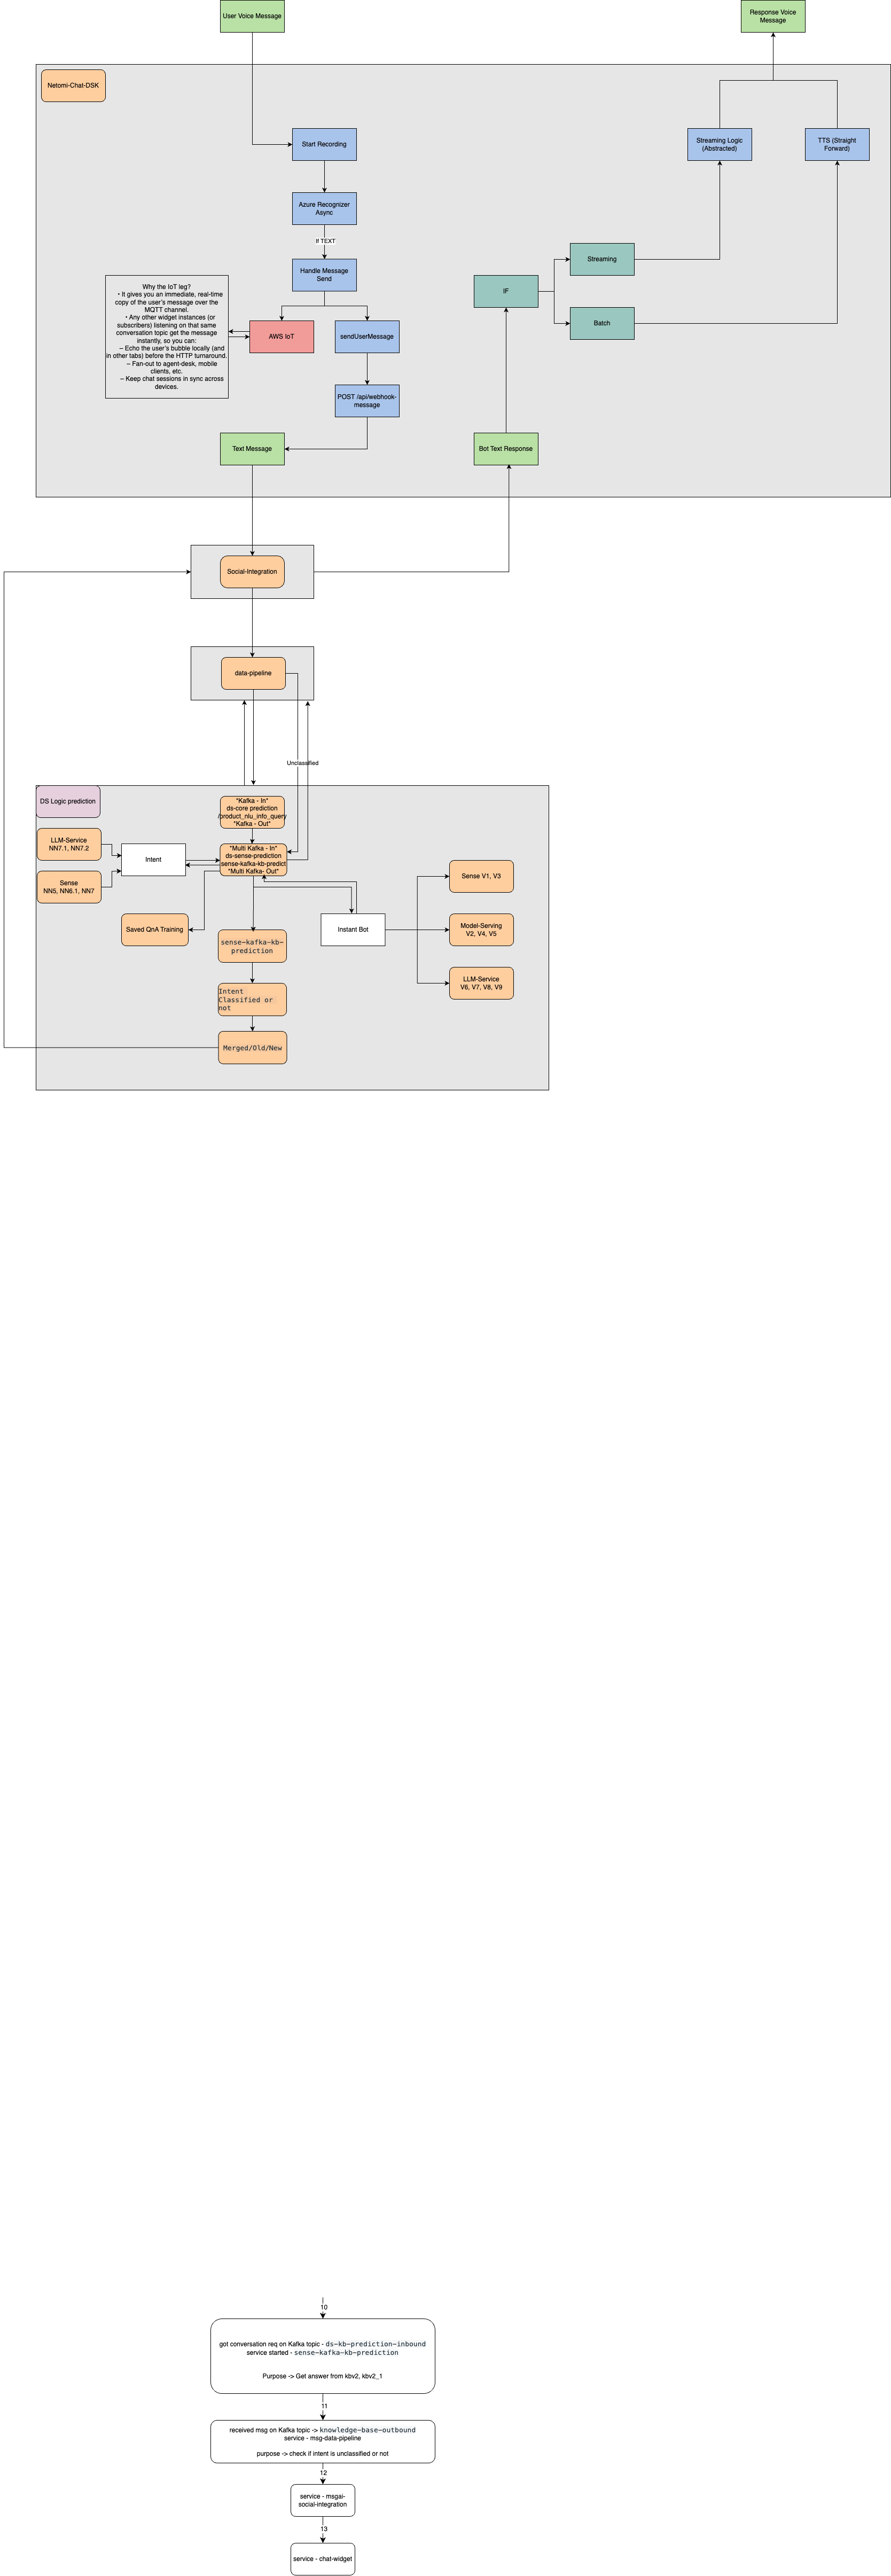 User Voice Message
Response Voice
Message
Netomi-Chat-DSK
Start Recording
Streaming Logic
(Abstracted)
TTS (Straight
Forward)
Azure Recognizer
Async
If TEXT
Handle Message
Send
Streaming
Why the IoT leg?
• It gives you an immediate, real-time
copy of the user's message over the
MQTT channel.
• Any other widget instances (or
subscribers) listening on that same
conversation topic get the message
instantly, so you can:
– Echo the user's bubble locally (and
in other tabs) before the HTTP turnaround.
– Fan-out to agent-desk, mobile
clients, etc.
– Keep chat sessions in sync across
devices.
IF
AWS IoT
sendUserMessage
Batch
POST /api/webhook-
message
Text Message
Bot Text Response
Social-Integration
data-pipeline
Unclassified
DS Logic prediction
"Kafka - In"
ds-core prediction
/product_nlu_info_query
"Kafka - Out"
LLM-Service
NN7.1, NN7.2
Intent
"Multi Kafka - In"
ds-sense-prediction
sense-kafka-kb-predict
"Multi Kafka- Out"
Sense
NN5, NN6.1, NN7
Sense V1, V3
Saved QnA Training
sense-kafka-kb-
prediction
Instant Bot
Model-Serving
V2, V4, V5
LLM-Service
V6, V7, V8, V9
Intent
Classified or
not
Merged/Old/New
10
got conversation req on Kafka topic - ds-kb-prediction-inbound
service started - sense-kafka-kb-prediction
Purpose -> Get answer from kbv2, kbv2_1
11
received msg on Kafka topic -> knowledge-base-outbound
service - msg-data-pipeline
purpose -> check if intent is unclassified or not
12
service - msgai-
social-integration
13
service - chat-widget